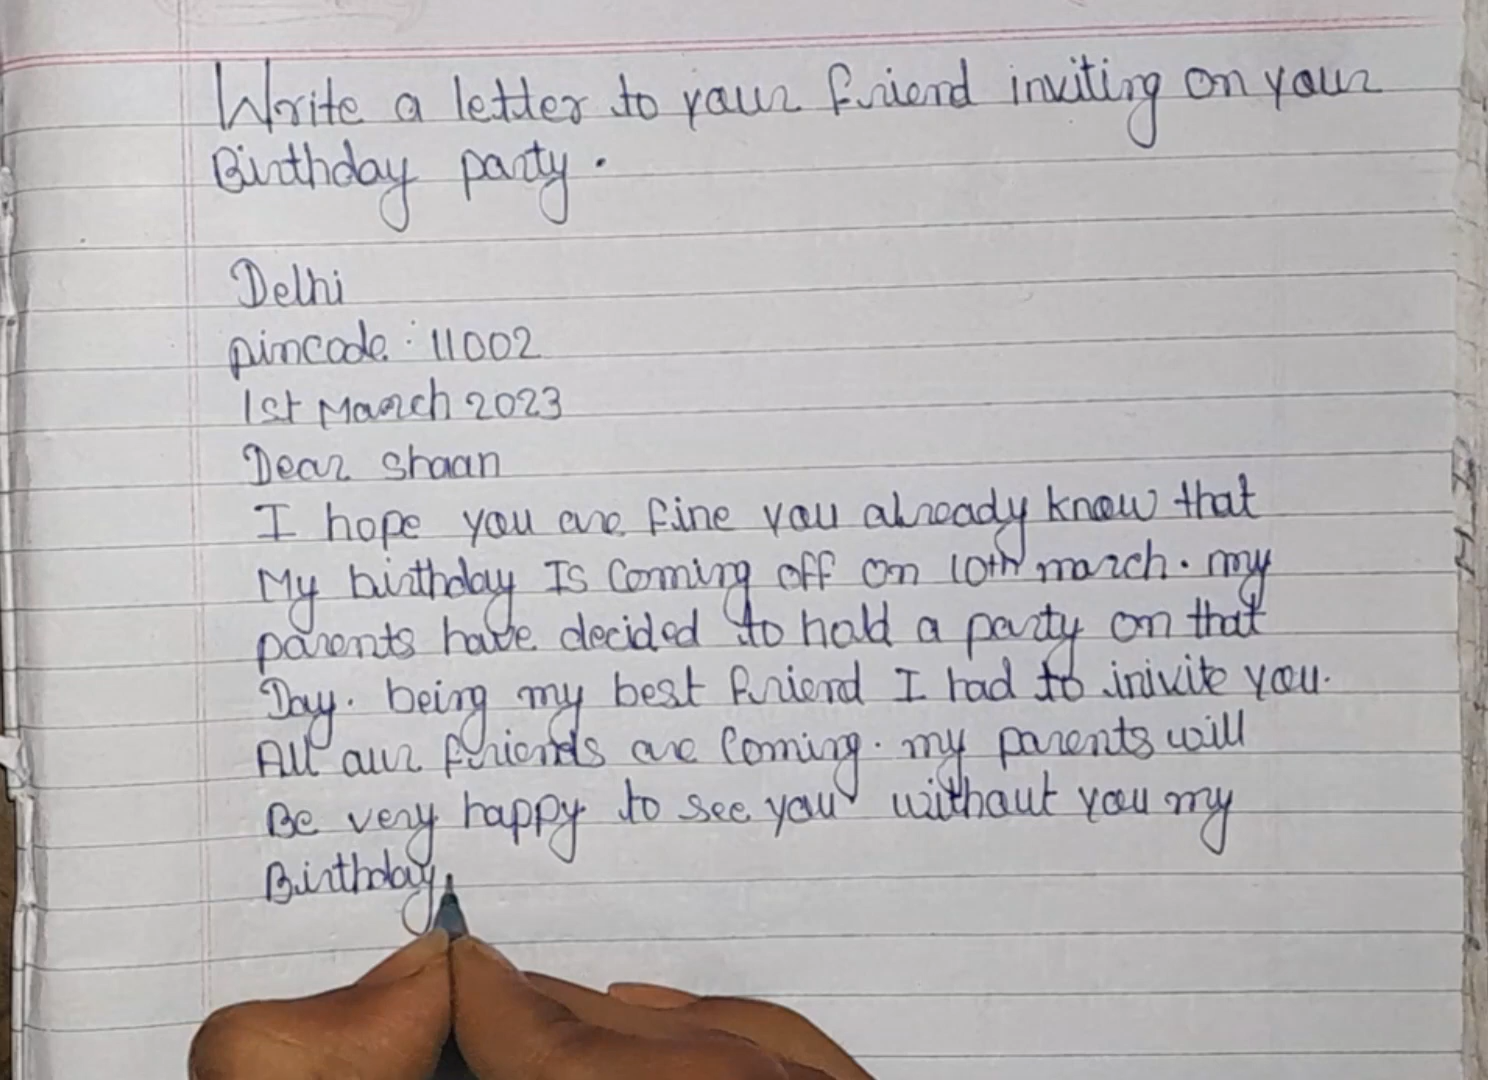 Write a letter to your friend inviting on your
Birthday party.
Delhi
pincode : 11002
1st March 2023
Dear shaan
I hope you are fine you already know that
My birthday Is Coming off on 10th march. my
parents have decided to hold a party on that
Day. being my best friend I had to inivite you.
All our friends are Coming. my parents will
Be very happy to see you without you my
Birthday